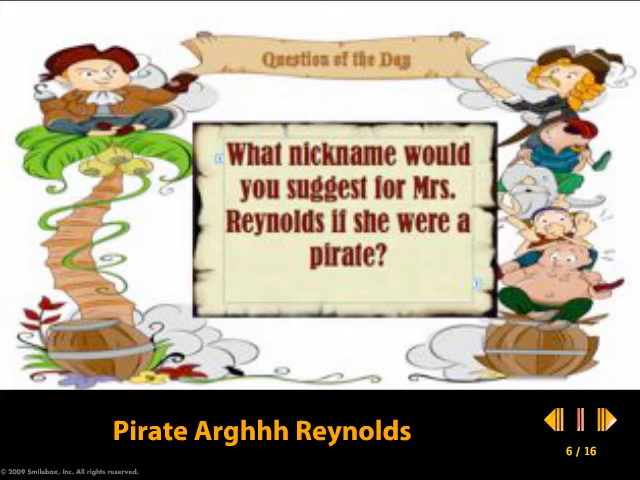 Question of the Day
What nickname would
you suggest for Mrs.
Reynolds if she were a
pirate?
Pirate Arghhh Reynolds
6 / 16
© 2009 Smilebox, Inc. All rights reserved.